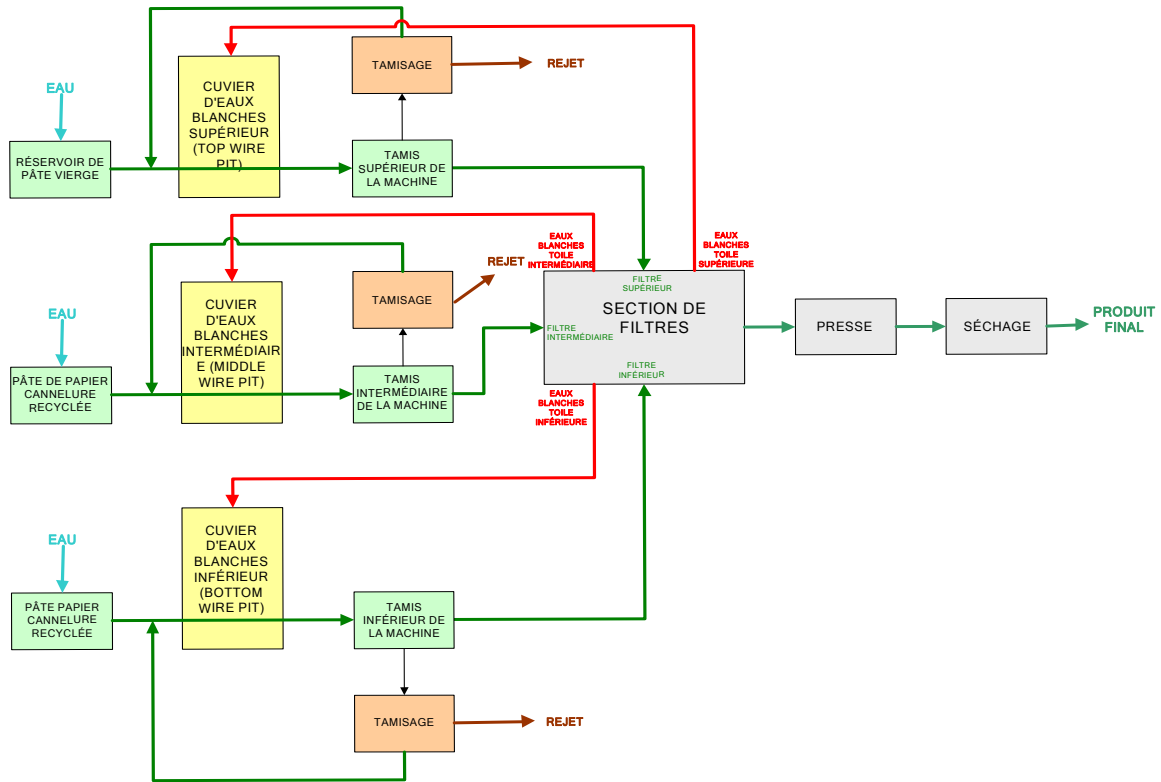 EAU
RÉSERVOIR DE
PÂTE VIERGE
CUVIER
D'EAUX
BLANCHES
SUPÉRIEUR
(TOP WIRE
PIT)
TAMISAGE
REJET
TAMIS
SUPÉRIEUR DE
LA MACHINE
EAU
PÂTE DE PAPIER
CANNELURE
RECYCLÉE
CUVIER
D'EAUX
BLANCHES
INTERMÉDIAIR
E (MIDDLE
WIRE PIT)
TAMISAGE
REJET
TAMIS
INTERMÉDIAIRE
DE LA MACHINE
EAUX
BLANCHES
TOILE
INTERMÉDIAIRE
EAUX
BLANCHES
TOILE
SUPÉRIEURE
FILTRE
SUPÉRIEUR
SECTION DE
FILTRES
FILTRE
INTERMÉDIAIRE
FILTRE
INFÉRIEUR
EAUX
BLANCHES
TOILE
INFÉRIEURE
PRESSE
SÉCHAGE
PRODUIT
FINAL
EAU
PÂTE PAPIER
CANNELURE
RECYCLÉE
CUVIER
D'EAUX
BLANCHES
INFÉRIEUR
(BOTTOM
WIRE PIT)
TAMIS
INFÉRIEUR DE
LA MACHINE
TAMISAGE
REJET